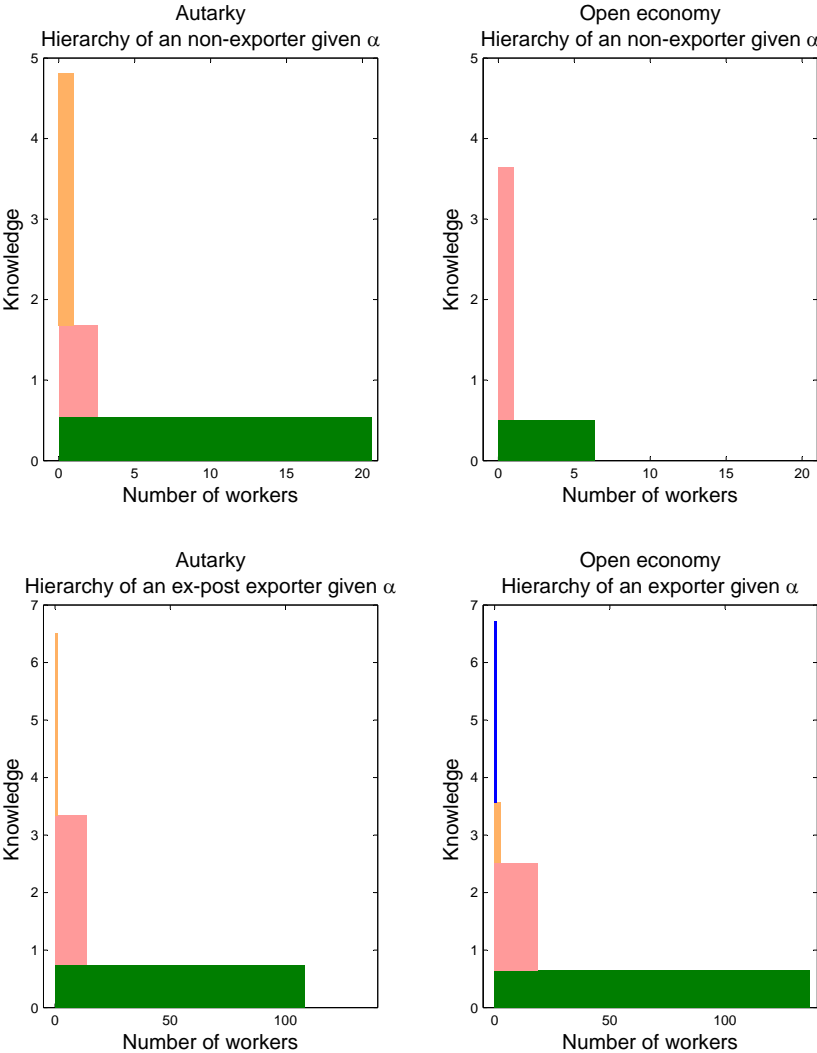 Autarky
Hierarchy of an non-exporter given α
5
4
3
2
1
0
Knowledge
0 5 10 15 20
Number of workers
Open economy
Hierarchy of an non-exporter given α
5
4
3
2
1
0
Knowledge
0 5 10 15 20
Number of workers
Autarky
Hierarchy of an ex-post exporter given α
7
6
5
4
3
2
1
0
Knowledge
0 50 100
Number of workers
Open economy
Hierarchy of an exporter given α
7
6
5
4
3
2
1
0
Knowledge
0 50 100
Number of workers